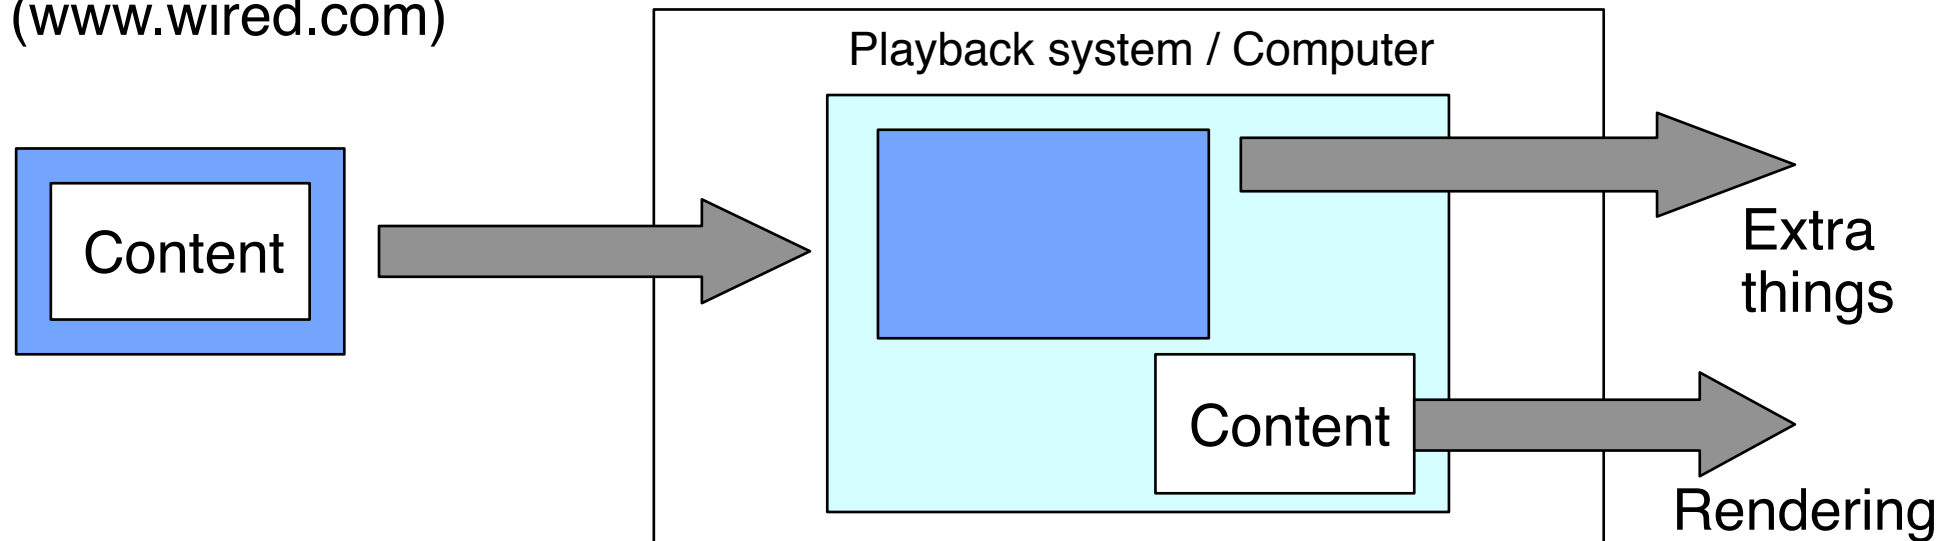 (www.wired.com)
Playback system / Computer
Content
Extra
things
Content
Rendering